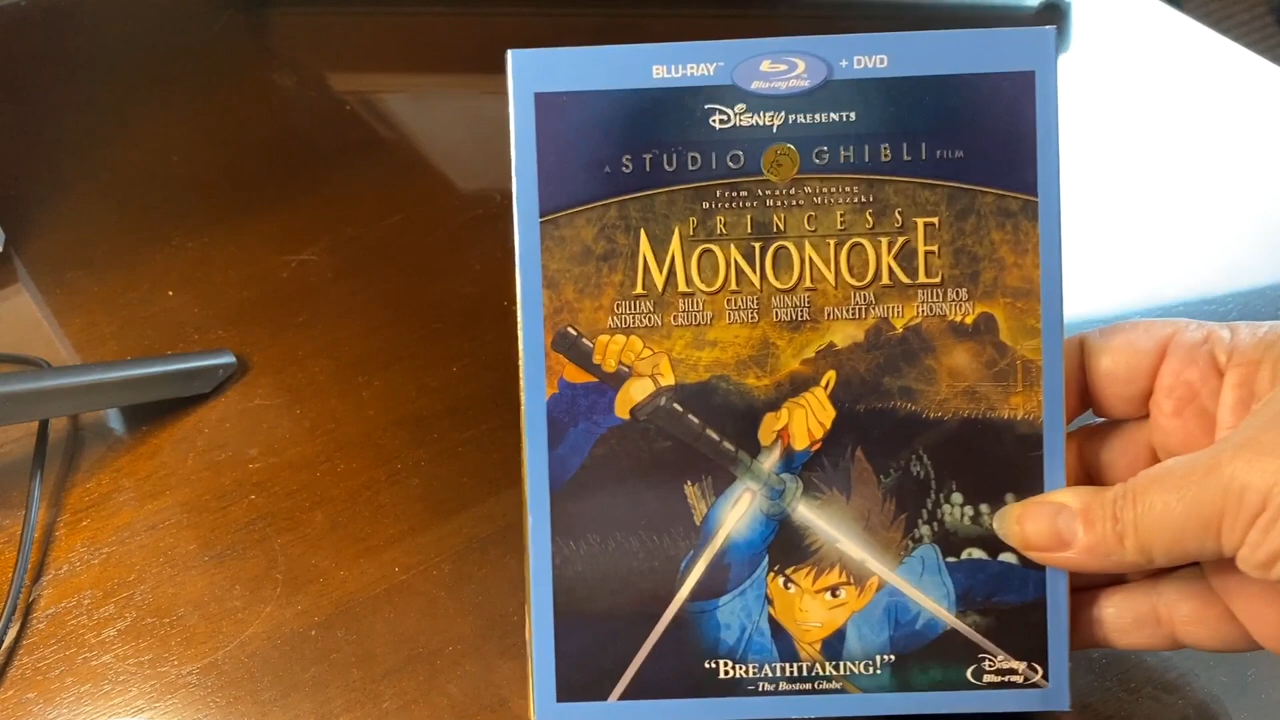 BLU-RAY™ Blu-ray Disc + DVD
Disney PRESENTS
A STUDIO GHIBLI FILM
From Award-Winning
Director Hayao Miyazaki
PRINCESS
MONONOKE
GILLIAN ANDERSON BILLY CRUDUP CLAIRE DANES MINNIE DRIVER JADA PINKETT SMITH BILLY BOB THORNTON
“BREATHTAKING!”
– The Boston Globe
Disney
Blu-ray